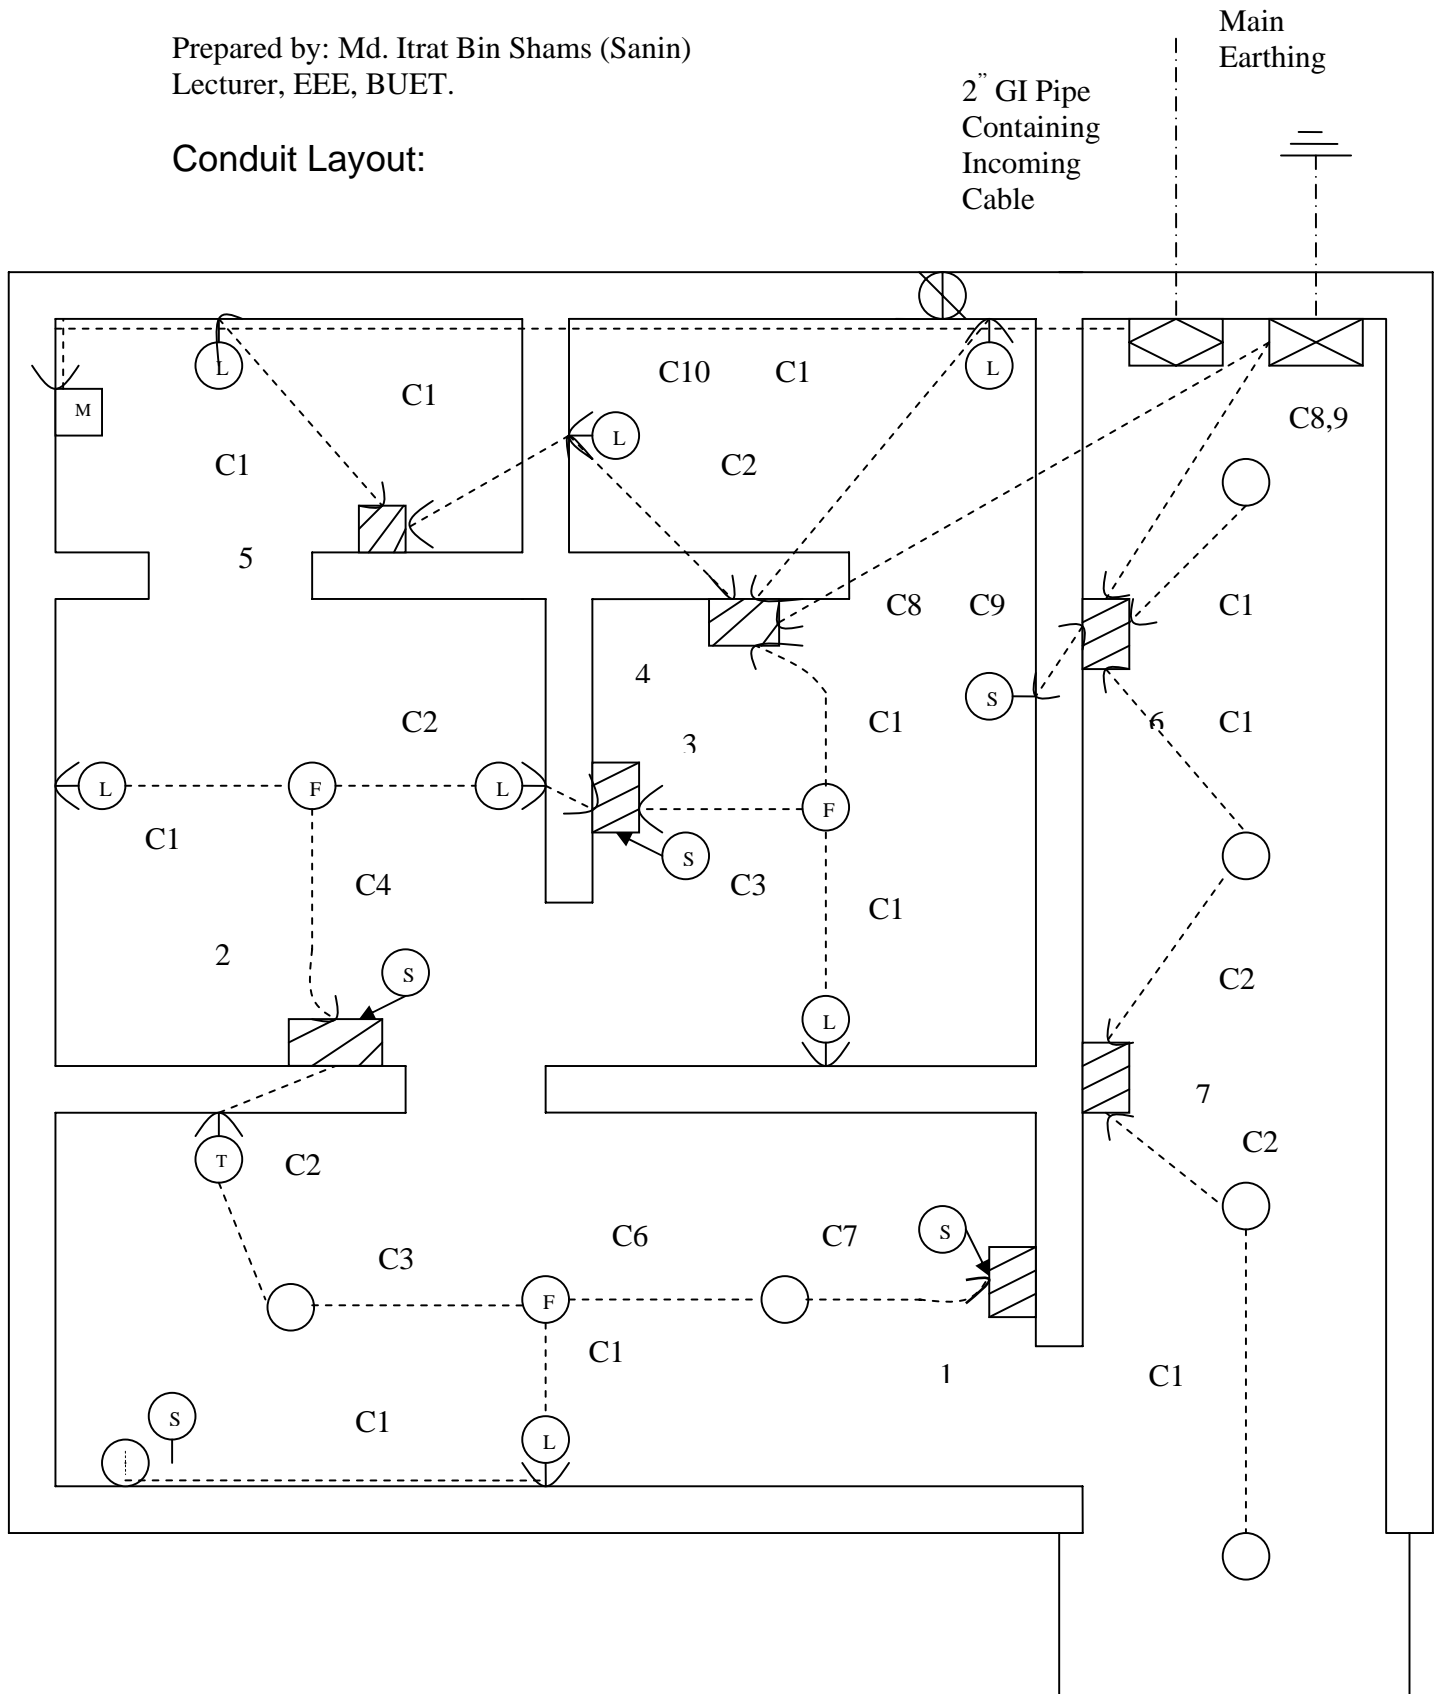 Prepared by: Md. Itrat Bin Shams (Sanin)
Lecturer, EEE, BUET.
Conduit Layout:
Main
Earthing
2” GI Pipe
Containing
Incoming
Cable
L
C10
C1
L
C1
M
C8,9
L
C1
C2
5
C8
C9
C1
4
S
C2
3
C1
6
C1
L
F
L
F
C1
S
C4
C3
C1
2
S
C2
L
7
T
C2
C2
S
C6
C7
C3
F
C1
1
C1
S
C1
L